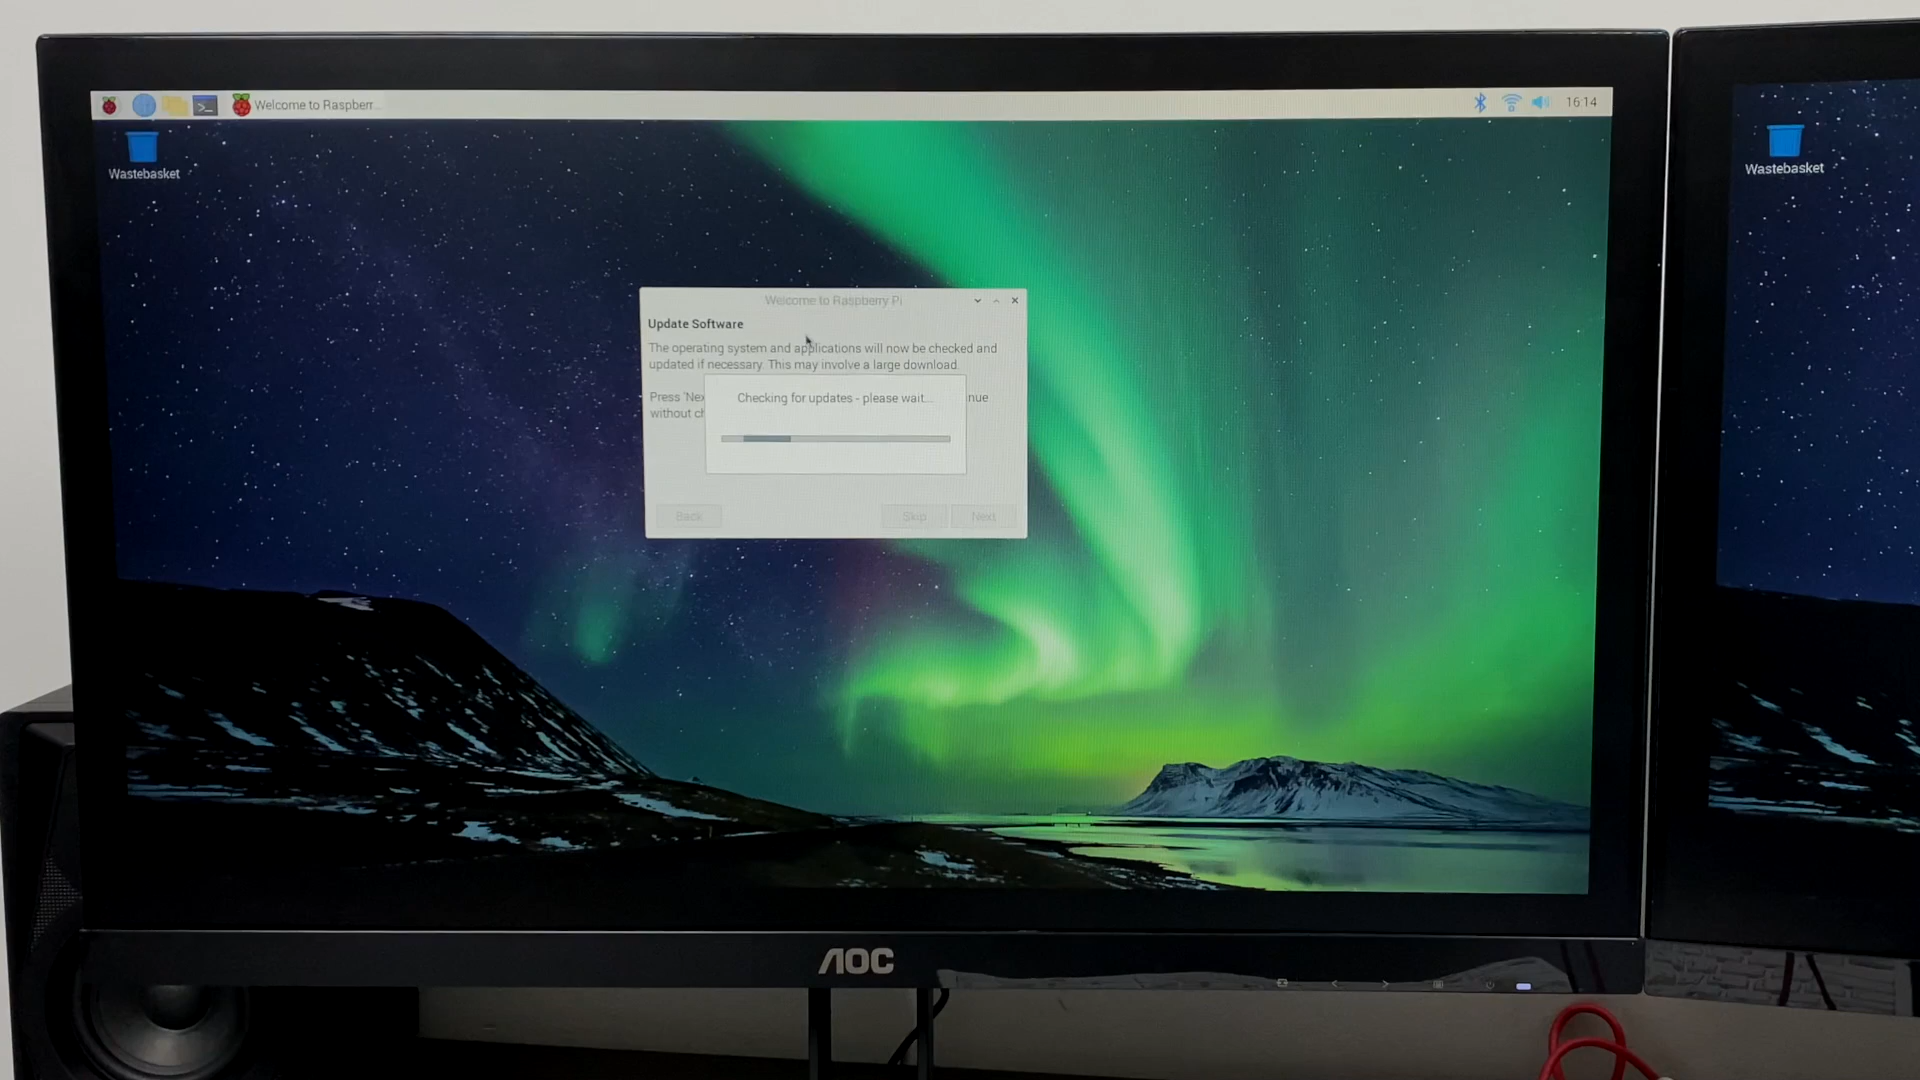 Welcome to Raspberr...
16:14
Wastebasket
Wastebasket
Welcome to Raspberry Pi
Update Software
The operating system and applications will now be checked and
updated if necessary. This may involve a large download.
Press 'Nex
nue
without ch
Checking for updates - please wait...
Back
Skip
Next
AOC